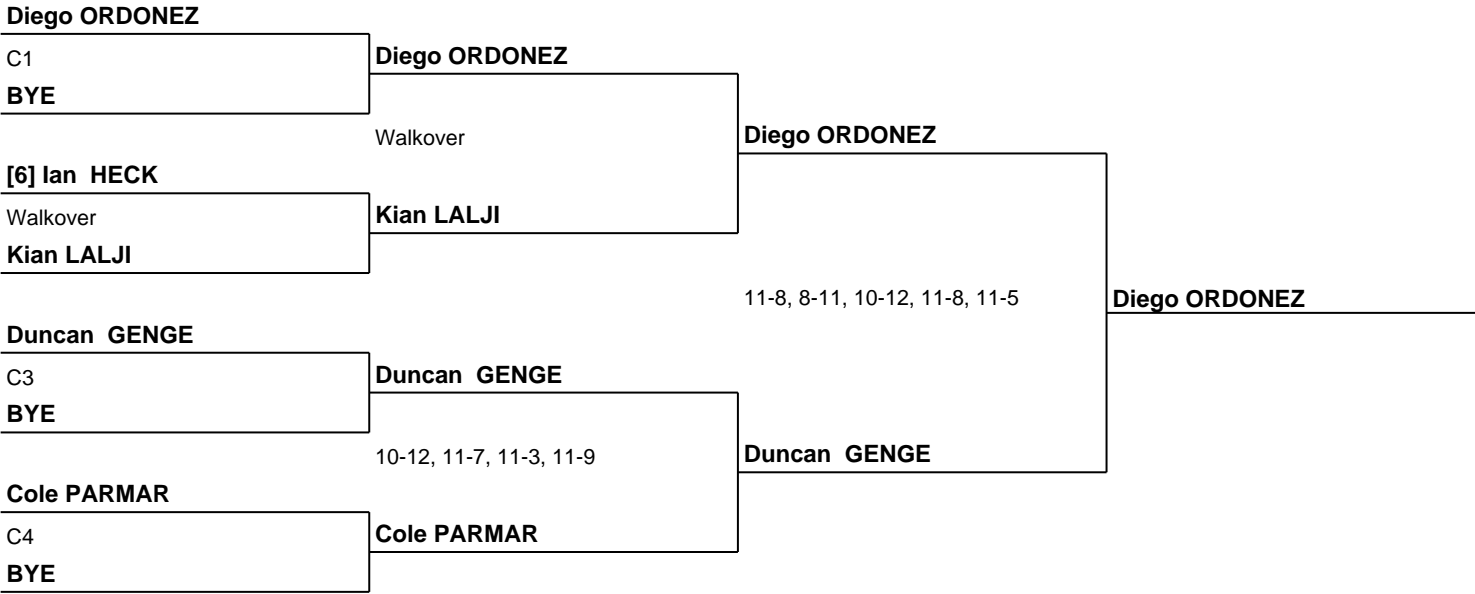 Diego ORDONEZ
C1
BYE
[6] Ian HECK
Walkover
Kian LALJI
Duncan GENGE
C3
BYE
Cole PARMAR
C4
BYE
Diego ORDONEZ
Walkover
Kian LALJI
Duncan GENGE
10-12, 11-7, 11-3, 11-9
Cole PARMAR
Diego ORDONEZ
11-8, 8-11, 10-12, 11-8, 11-5
Duncan GENGE
Diego ORDONEZ